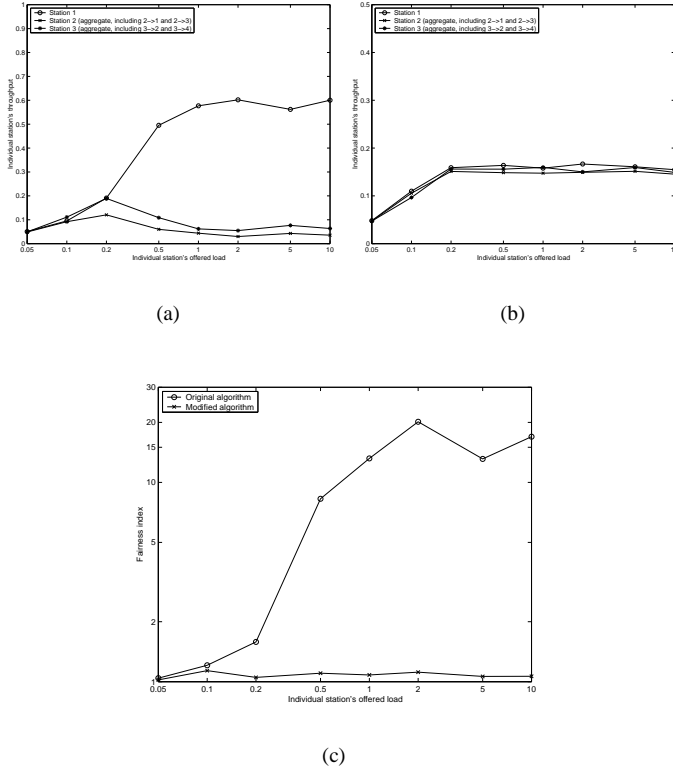 1
0.9
0.8
0.7
0.6
0.5
0.4
0.3
0.2
0.1
0
Individual station's throughput
Station 1
Station 2 (aggregate, including 2−>1 and 2−>3)
Station 3 (aggregate, including 3−>2 and 3−>4)
0.05 0.1 0.2 0.5 1 2 5 10
Individual station's offered load
(a)
0.5
0.4
0.3
0.2
0.1
0
Individual station's throughput
Station 1
Station 2 (aggregate, including 2−>1 and 2−>3)
Station 3 (aggregate, including 3−>2 and 3−>4)
0.05 0.1 0.2 0.5 1 2 5
Individual station's offered load
(b)
30
20
15
10
5
2
1
Fairness index
Original algorithm
Modified algorithm
0.05 0.1 0.2 0.5 1 2 5 10
Individual station's offered load
(c)